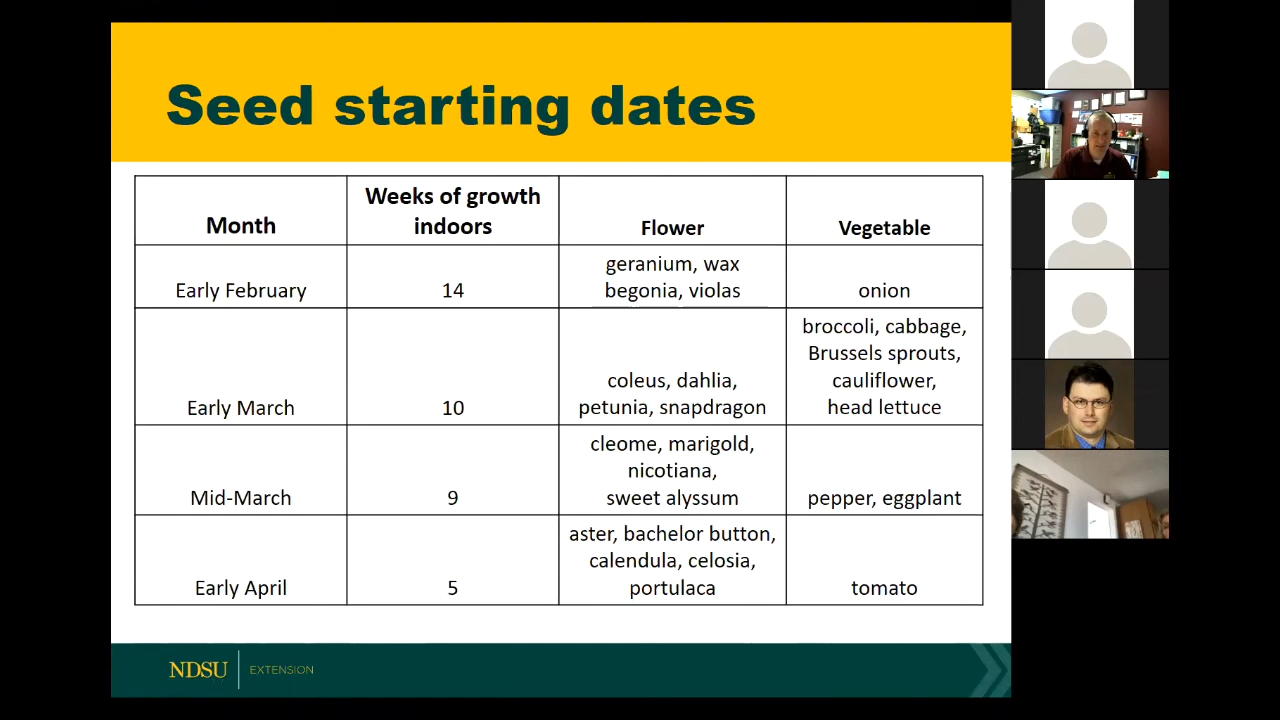 Seed starting dates
Month
Weeks of growth
indoors
Flower
Vegetable
Early February
14
geranium, wax
begonia, violas
onion
Early March
10
coleus, dahlia,
petunia, snapdragon
broccoli, cabbage,
Brussels sprouts,
cauliflower,
head lettuce
Mid-March
9
cleome, marigold,
nicotiana,
sweet alyssum
pepper, eggplant
Early April
5
aster, bachelor button,
calendula, celosia,
portulaca
tomato
NDSU
EXTENSION